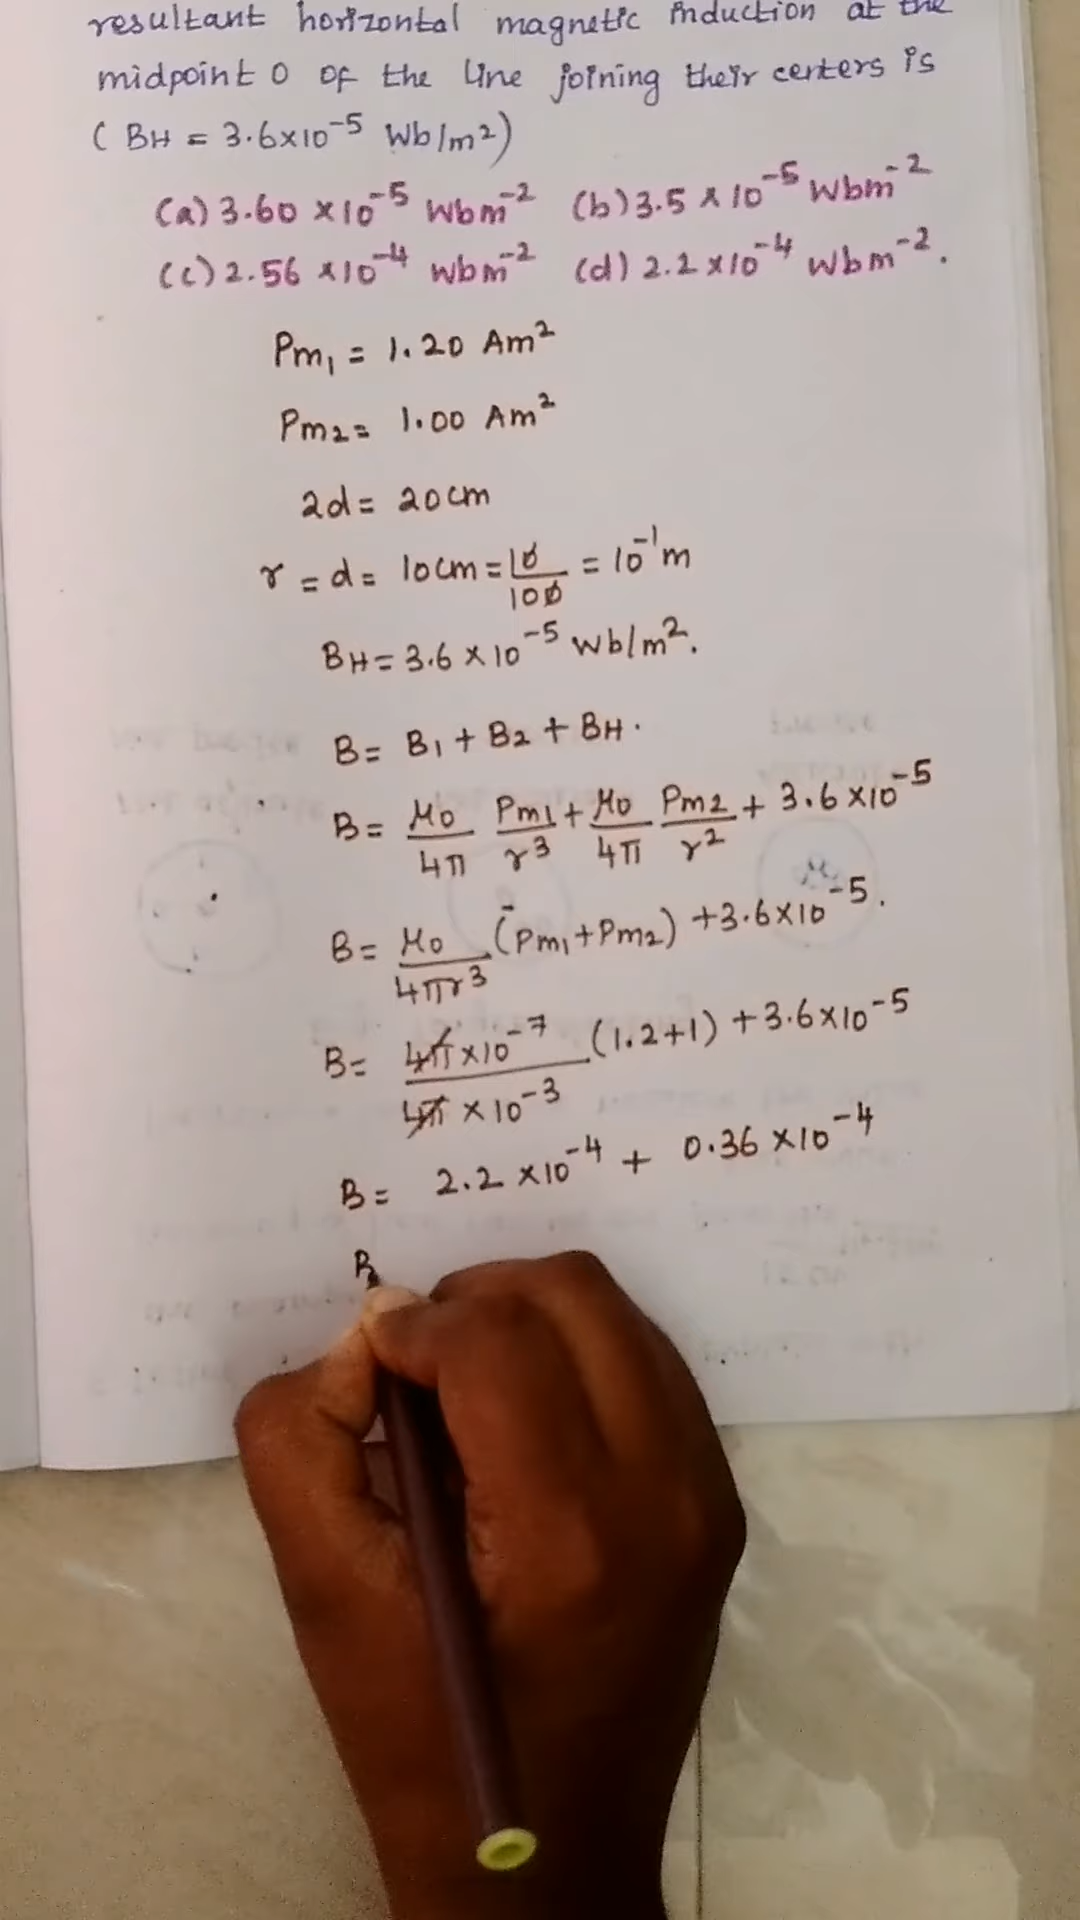 resultant horizontal magnetic induction at the
midpoint O of the line joining their centers is
( BH = 3.6×10⁻⁵ Wb/m²)
(a) 3.60 ×10⁻⁵ Wbm⁻² (b) 3.5 × 10⁻⁵ Wbm⁻²
(c) 2.56 ×10⁻⁴ Wbm⁻² (d) 2.2 ×10⁻⁴ Wbm⁻².
Pm₁ = 1.20 Am²
Pm₂= 1.00 Am²
2d= 20cm
r = d= 10cm = 10/100 = 10⁻¹m
BH = 3.6 × 10⁻⁵ Wb/m².
B= B₁ + B₂ + BH.
B= μ₀/4π Pm₁/r³ + μ₀/4π Pm₂/r² + 3.6 ×10⁻⁵
B= μ₀/4πr³ (Pm₁+Pm₂) +3.6×10⁻⁵.
B= 4π×10⁻⁷/4π × 10⁻³ (1.2+1) +3.6×10⁻⁵
B= 2.2 ×10⁻⁴ + 0.36 ×10⁻⁴
B